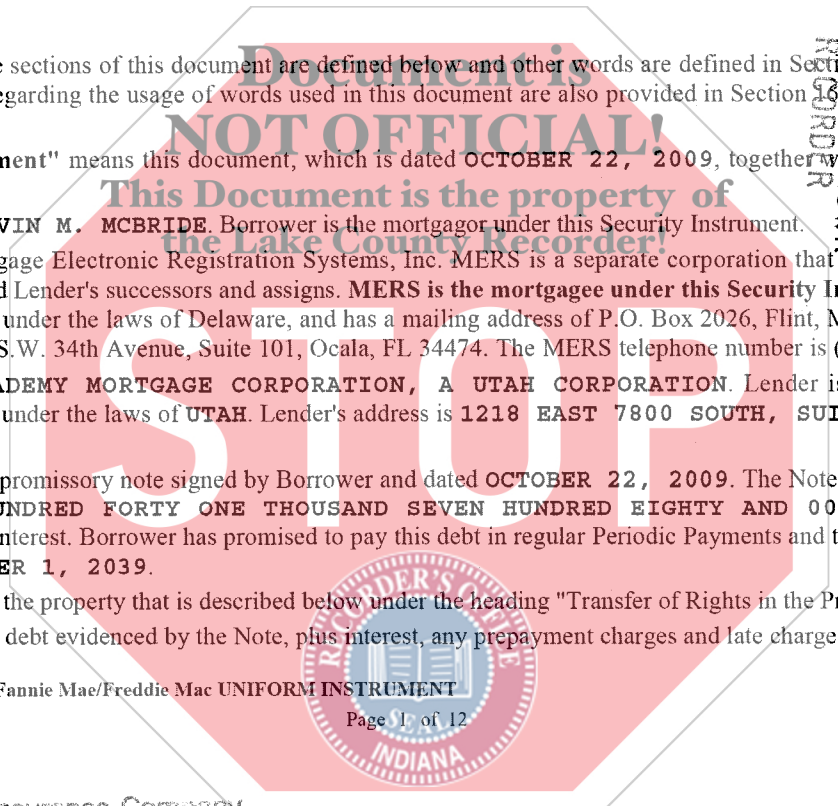 Document is
NOT OFFICIAL!
This Document is the property of
the Lake County Recorder!
STOP
sections of this document are defined below and other words are defined in Secti
egarding the usage of words used in this document are also provided in Section 16
RECORDER
ment" means this document, which is dated OCTOBER 22, 2009, together w
VIN M. MCBRIDE. Borrower is the mortgagor under this Security Instrument.
gage Electronic Registration Systems, Inc. MERS is a separate corporation that
d Lender's successors and assigns. MERS is the mortgagee under this Security In
under the laws of Delaware, and has a mailing address of P.O. Box 2026, Flint, M
S.W. 34th Avenue, Suite 101, Ocala, FL 34474. The MERS telephone number is (
ADEMY MORTGAGE CORPORATION, A UTAH CORPORATION. Lender is
under the laws of UTAH. Lender's address is 1218 EAST 7800 SOUTH, SUI
promissory note signed by Borrower and dated OCTOBER 22, 2009. The Note
UNDRED FORTY ONE THOUSAND SEVEN HUNDRED EIGHTY AND 00
nterest. Borrower has promised to pay this debt in regular Periodic Payments and t
ER 1, 2039.
the property that is described below under the heading "Transfer of Rights in the Pr
debt evidenced by the Note, plus interest, any prepayment charges and late charge
Fannie Mae/Freddie Mac UNIFORM INSTRUMENT
Page 1 of 12
RECORDER'S OFFICE
SEAL
INDIANA
Company